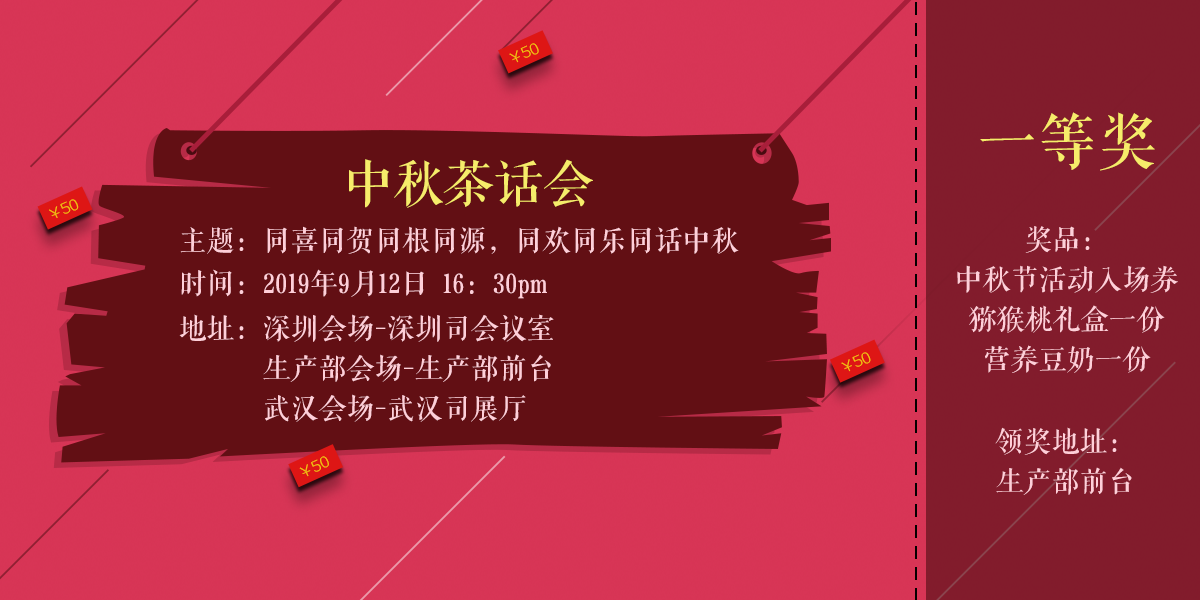 中秋茶话会
主题：同喜同贺同根同源，同欢同乐同话中秋
时间：2019年9月12日 16：30pm
地址：深圳会场-深圳司会议室
生产部会场-生产部前台
武汉会场-武汉司展厅
一等奖
奖品：
中秋节活动入场券
猕猴桃礼盒一份
营养豆奶一份
领奖地址：
生产部前台
¥50
¥50
¥50
¥50